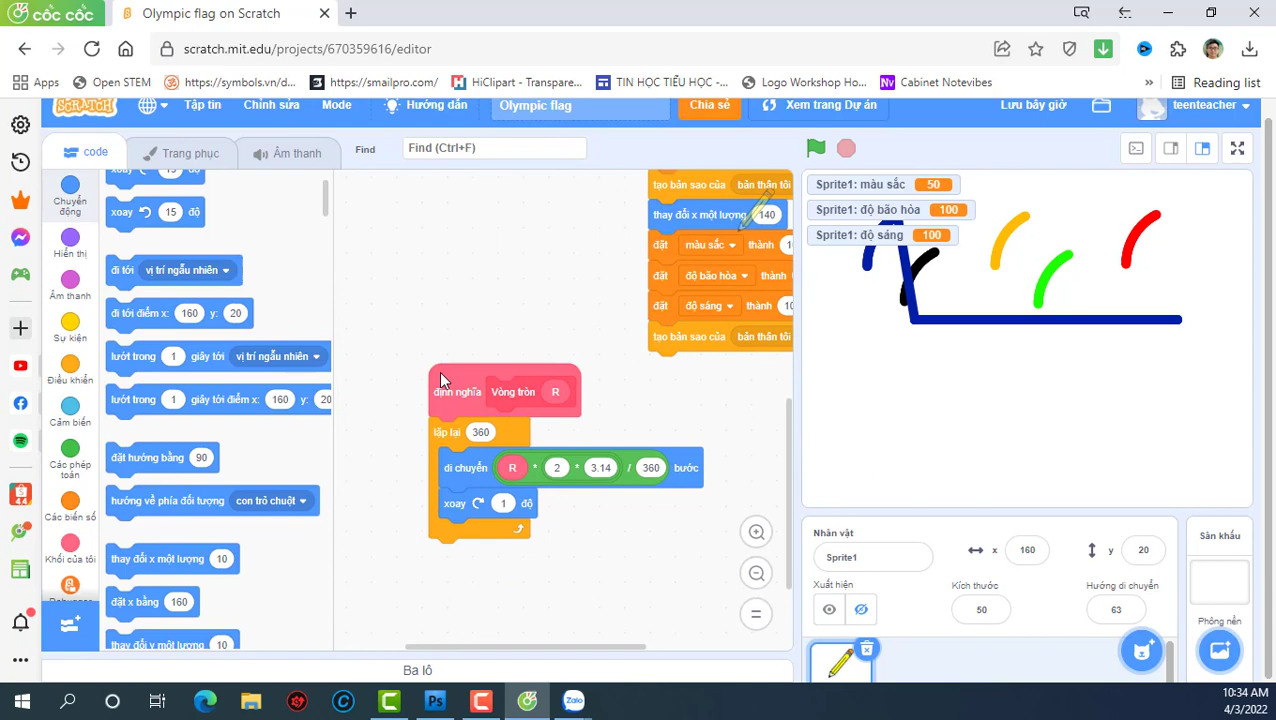 CỐC CỐC
Olympic flag on Scratch
scratch.mit.edu/projects/670359616/editor
Apps
Open STEM
https://symbols.vn/d...
https://smailpro.com/
HiClipart - Transpare...
TIN HỌC TIỂU HỌC -...
Logo Workshop Ho...
Cabinet Notevibes
»
Reading list
SCRATCH
Tập tin
Chỉnh sửa
Mode
Hướng dẫn
Olympic flag
Chia sẻ
Xem trang Dự án
Lưu bây giờ
teenteacher
code
Trang phục
Âm thanh
Find
Find (Ctrl+F)
Chuyển động
Hiển thị
Âm thanh
Sự kiện
Điều khiển
Cảm biến
Các phép toán
Các biến số
Khối của tôi
xoay 15 độ
xoay 15 độ
đi tới vị trí ngẫu nhiên
đi tới điểm x: 160 y: 20
lướt trong 1 giây tới vị trí ngẫu nhiên
lướt trong 1 giây tới điểm x: 160 y: 20
đặt hướng bằng 90
hướng về phía đối tượng con trỏ chuột
thay đổi x một lượng 10
đặt x bằng 160
thay đổi y một lượng 10
tạo bản sao của bản thân tôi
thay đổi x một lượng 140
đặt màu sắc thành
đặt độ bão hòa thành
đặt độ sáng thành
tạo bản sao của bản thân tôi
định nghĩa Vòng tròn R
lặp lại 360
di chuyển R * 2 * 3.14 / 360 bước
xoay 1 độ
Ba lô
Sprite1: màu sắc 50
Sprite1: độ bão hòa 100
Sprite1: độ sáng 100
Nhân vật
Sprite1
x 160
y 20
Xuất hiện
Kích thước
50
Hướng di chuyển
63
Sân khấu
Phông nền
10:34 AM
4/3/2022